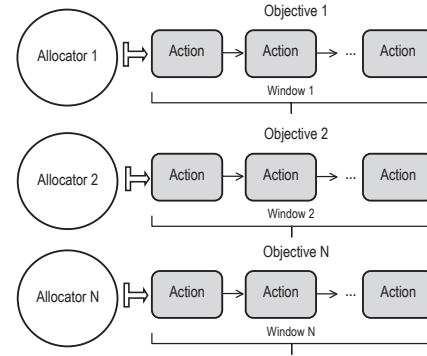 Objective 1
Allocator 1 Action Action ... Action
Window 1
Objective 2
Allocator 2 Action Action ... Action
Window 2
Objective N
Allocator N Action Action ... Action
Window N